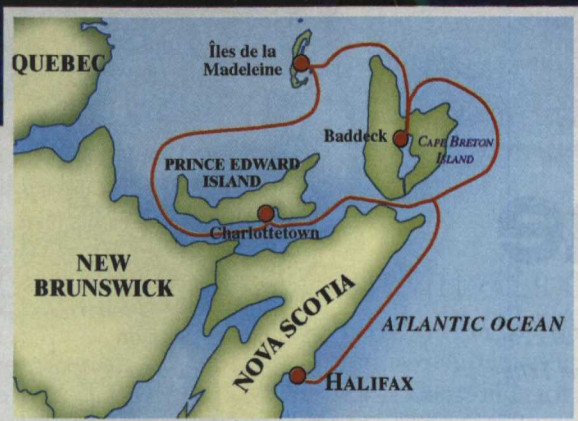 QUEBEC
Îles de la
Madeleine
Baddeck
CAPE BRETON
ISLAND
PRINCE EDWARD
ISLAND
Charlottetown
NEW
BRUNSWICK
NOVA SCOTIA
ATLANTIC OCEAN
HALIFAX